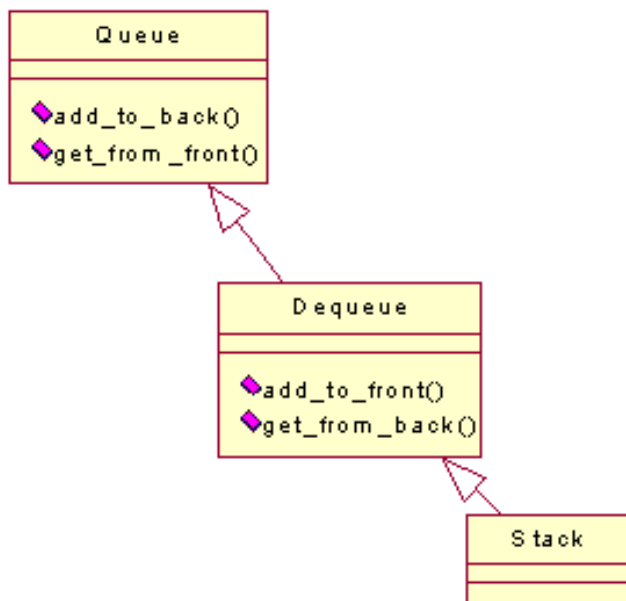 Queue
add_to_back()
get_from_front()
Dequeue
add_to_front()
get_from_back()
Stack